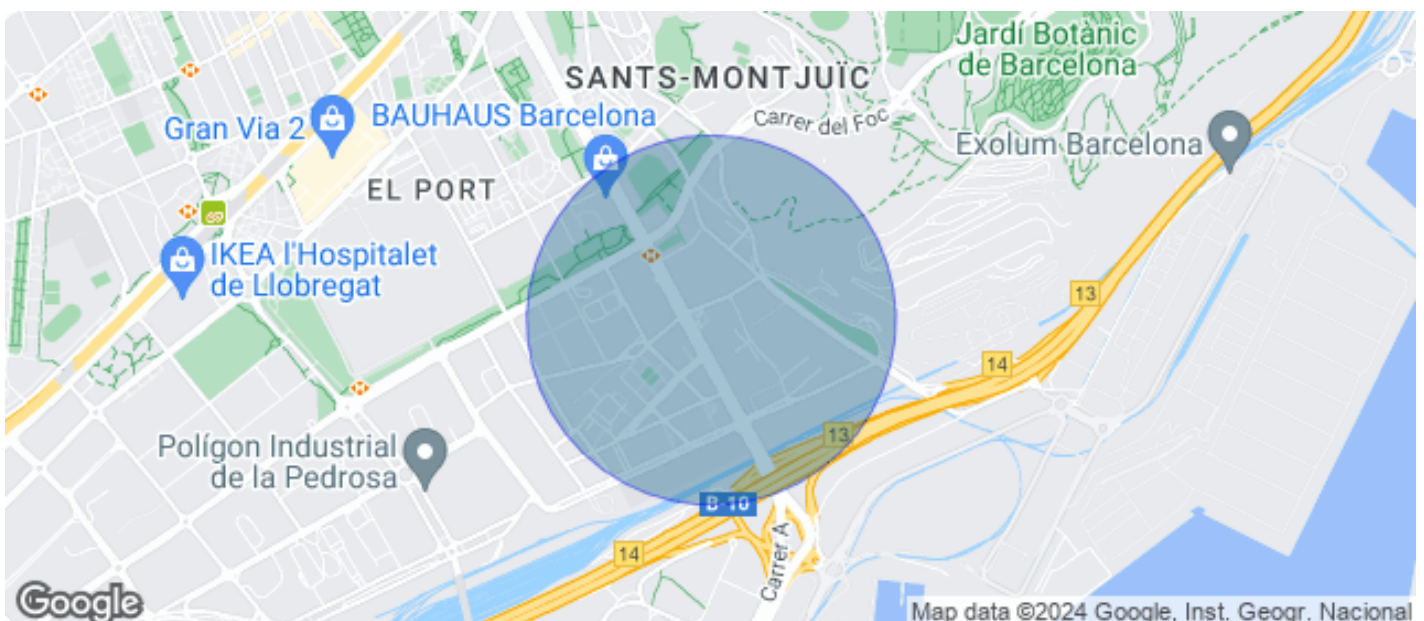 Jardí Botànic
de Barcelona
SANTS-MONTJUÏC
BAUHAUS Barcelona
Gran Via 2
Carrer del Foc
Exolum Barcelona
EL PORT
IKEA l'Hospitalet
de Llobregat
13
14
Polígon Industrial
de la Pedrosa
13
B-10
14
Carrer A
Google
Map data ©2024 Google, Inst. Geogr. Nacional